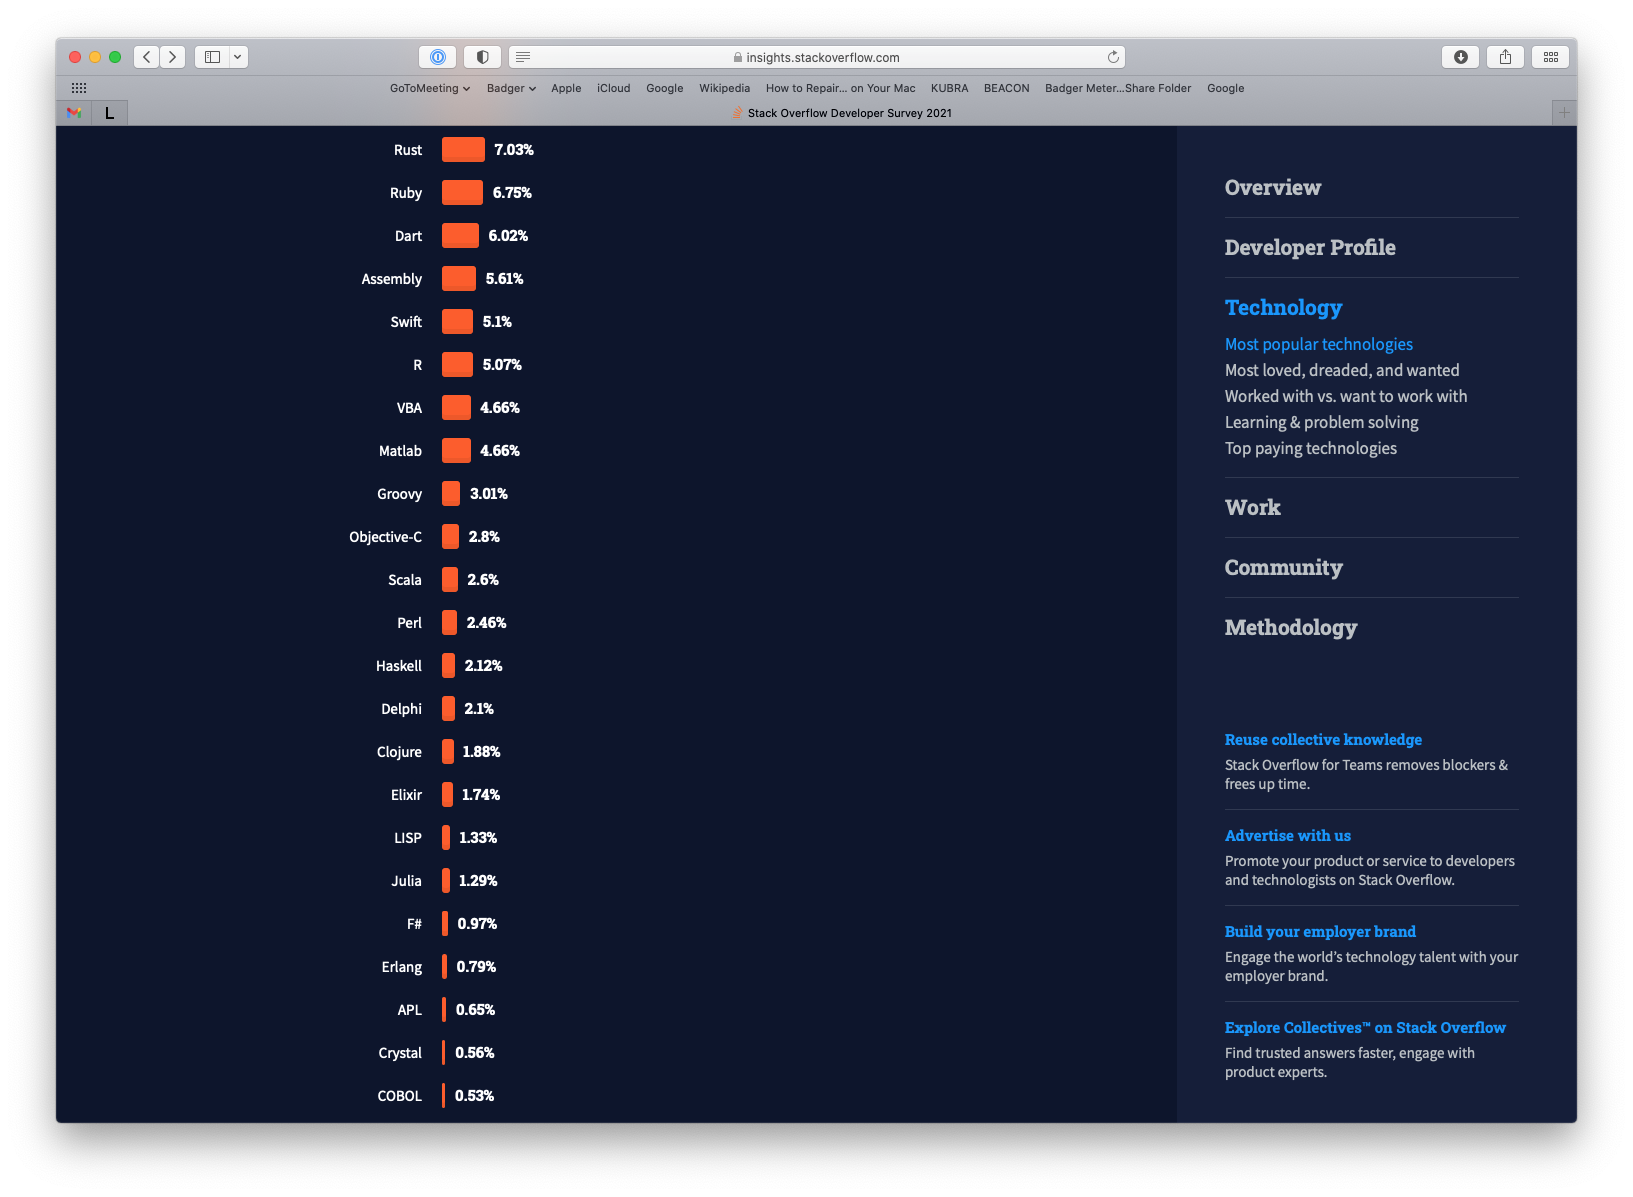 insights.stackoverflow.com
GoToMeeting Badger Apple iCloud Google Wikipedia How to Repair... on Your Mac KUBRA BEACON Badger Meter...Share Folder Google
L Stack Overflow Developer Survey 2021
Rust 7.03%
Ruby 6.75%
Dart 6.02%
Assembly 5.61%
Swift 5.1%
R 5.07%
VBA 4.66%
Matlab 4.66%
Groovy 3.01%
Objective-C 2.8%
Scala 2.6%
Perl 2.46%
Haskell 2.12%
Delphi 2.1%
Clojure 1.88%
Elixir 1.74%
LISP 1.33%
Julia 1.29%
F# 0.97%
Erlang 0.79%
APL 0.65%
Crystal 0.56%
COBOL 0.53%
Overview
Developer Profile
Technology
Most popular technologies
Most loved, dreaded, and wanted
Worked with vs. want to work with
Learning & problem solving
Top paying technologies
Work
Community
Methodology
Reuse collective knowledge
Stack Overflow for Teams removes blockers &
frees up time.
Advertise with us
Promote your product or service to developers
and technologists on Stack Overflow.
Build your employer brand
Engage the world's technology talent with your
employer brand.
Explore Collectives™ on Stack Overflow
Find trusted answers faster, engage with
product experts.